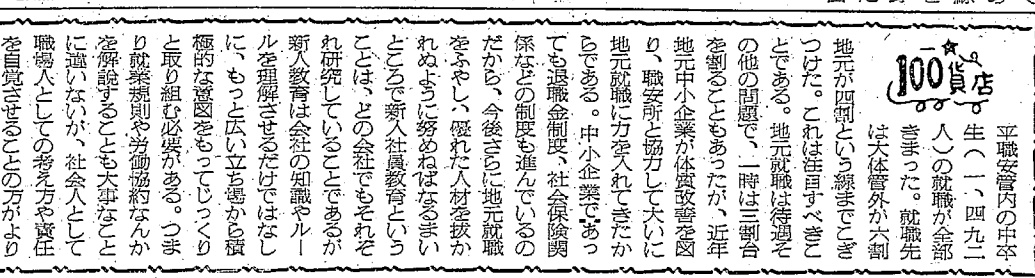 100貨店
平職安管内の中卒
生(一、四九二
人)の就職が全部
きまった。就職先
は大体管外が六割
地元が四割という線までこぎ
つけた。これは注目すべきこ
とである。地元就職は待遇そ
の他の問題で、一時は三割台
を割ることもあったが、近年
地元中小企業が体質改善を図
り、職安所と協力して大いに
地元就職に力を入れてきたか
らである。中小企業であっ
ても退職金制度、社会保険関
係などの制度も進んでいるの
だから、今後さらに地元就職
をふやし、優れた人材を抜か
れぬように努めねばなるまい
ところで新入社員教育という
ことは、どの会社でもそれぞ
れ研究していることであるが
新入教育は会社の知識やルー
ルを理解させるだけではなし
に、もっと広い立ち場から積
極的な意図をもってじっくり
と取り組む必要がある。つま
り就業規則や労働協約なんか
を解説することも大事なこと
に違いないが、社会人として
職場人としての考え方や責任
を自覚させることの方がより